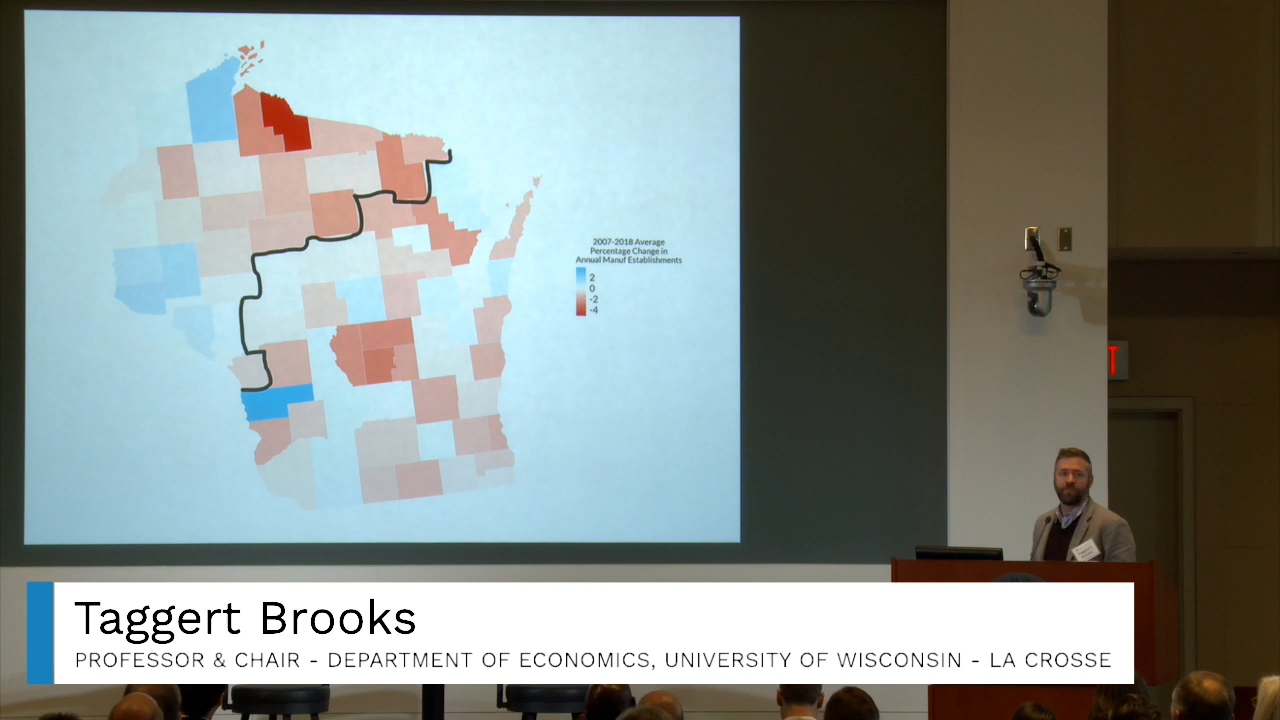 2007-2018 Average
Percentage Change in
Annual Manuf Establishments
2
0
-2
-4
Taggert Brooks
PROFESSOR & CHAIR - DEPARTMENT OF ECONOMICS, UNIVERSITY OF WISCONSIN - LA CROSSE